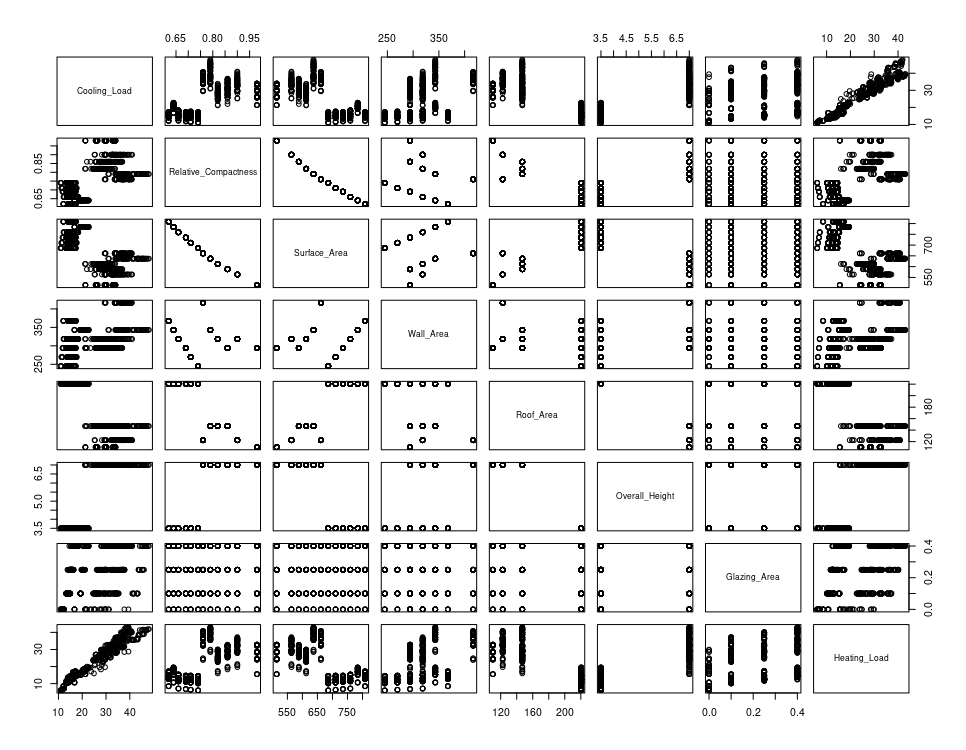 0.65 0.80 0.95 250 350 3.5 4.5 5.5 6.5 10 20 30 40
Cooling_Load 10 30
0.65 0.85 Relative_Compactness
Surface_Area 550 700
250 350 Wall_Area
Roof_Area 120 180
3.5 5.0 6.5 Overall_Height
Glazing_Area 0.0 0.2 0.4
10 30 Heating_Load
10 20 30 40 550 650 750 120 160 200 0.0 0.2 0.4